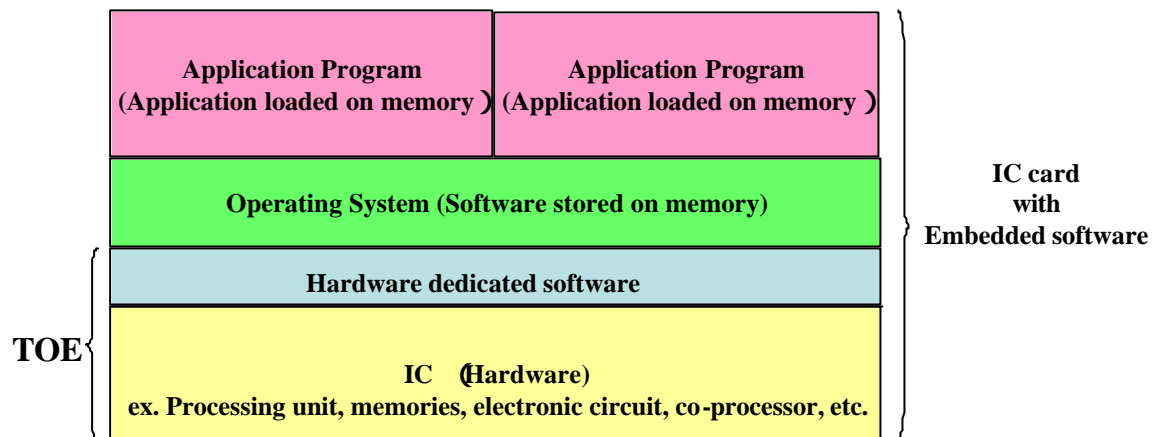 Application Program
(Application loaded on memory )
Application Program
(Application loaded on memory )
Operating System (Software stored on memory)
IC card
with
Embedded software
Hardware dedicated software
TOE
IC (Hardware)
ex. Processing unit, memories, electronic circuit, co-processor, etc.